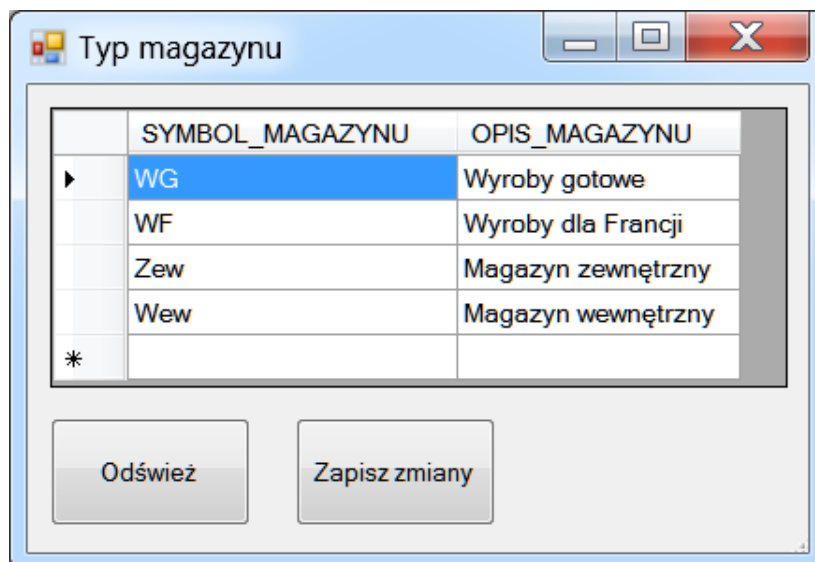 Typ magazynu
SYMBOL_MAGAZYNU OPIS_MAGAZYNU
WG Wyroby gotowe
WF Wyroby dla Francji
Zew Magazyn zewnętrzny
Wew Magazyn wewnętrzny
Odśwież Zapisz zmiany